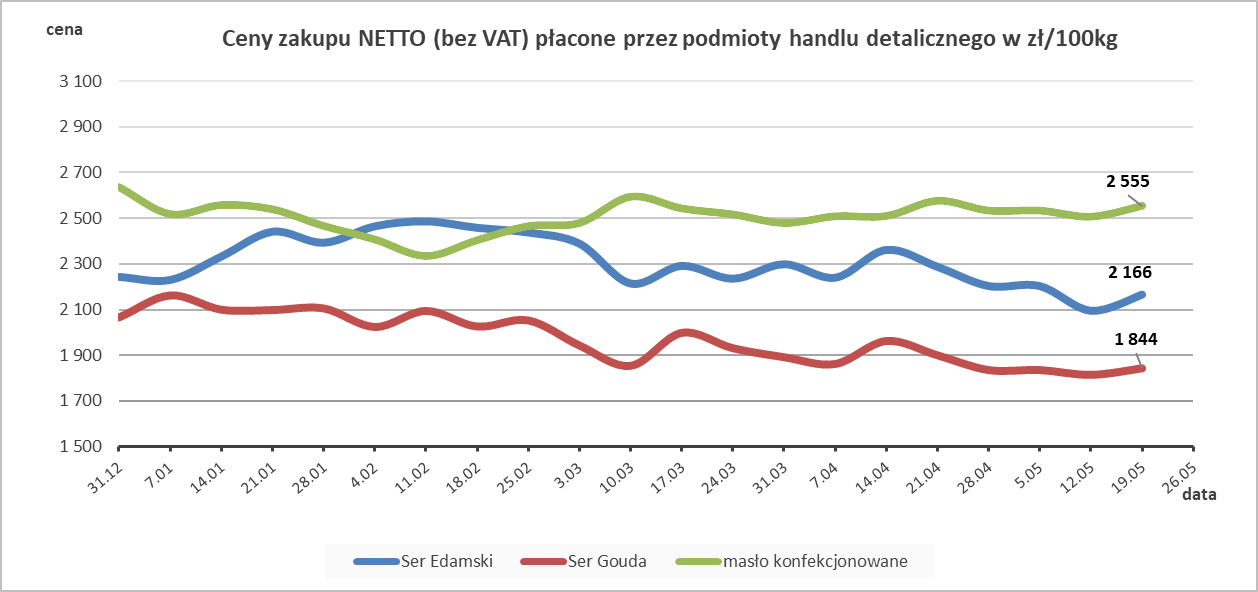 cena
Ceny zakupu NETTO (bez VAT) płacone przez podmioty handlu detalicznego w zł/100kg
3 100
2 900
2 700
2 500
2 300
2 100
1 900
1 700
1 500
2 555
2 166
1 844
31.12 7.01 14.01 21.01 28.01 4.02 11.02 18.02 25.02 3.03 10.03 17.03 24.03 31.03 7.04 14.04 21.04 28.04 5.05 12.05 19.05 26.05
data
Ser Edamski Ser Gouda masło konfekcjonowane